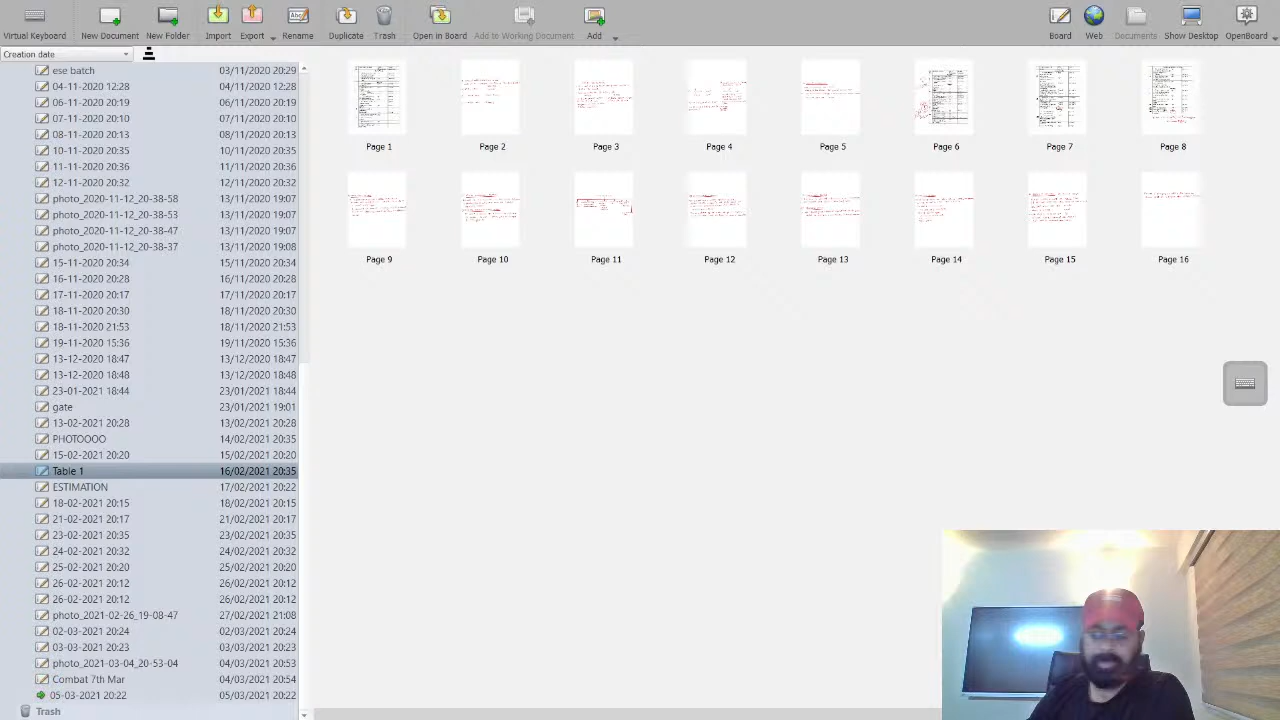 Virtual Keyboard New Document New Folder Import Export Rename Duplicate Trash Open in Board Add to Working Document Add Board Web Documents Show Desktop OpenBoard
Creation date
ese batch 03/11/2020 20:29
04-11-2020 12:28 04/11/2020 12:28
06-11-2020 20:19 06/11/2020 20:19
08-11-2020 20:13 08/11/2020 20:13
10-11-2020 20:35 10/11/2020 20:35
11-11-2020 20:36 11/11/2020 20:36
12-11-2020 20:32 12/11/2020 20:32
photo_2020-11-12_20-38-58 13/11/2020 19:07
photo_2020-11-12_20-38-53 13/11/2020 19:07
photo_2020-11-12_20-38-47 13/11/2020 19:07
photo_2020-11-12_20-38-37 13/11/2020 19:08
15-11-2020 20:34 15/11/2020 20:34
16-11-2020 20:28 16/11/2020 20:28
17-11-2020 20:17 17/11/2020 20:17
18-11-2020 20:30 18/11/2020 20:30
18-11-2020 21:53 18/11/2020 21:53
19-11-2020 15:36 19/11/2020 15:36
13-12-2020 18:47 13/12/2020 18:47
13-12-2020 18:48 13/12/2020 18:48
23-01-2021 18:44 23/01/2021 18:44
gate 23/01/2021 19:01
13-02-2021 20:28 13/02/2021 20:28
PHOTOOOO 14/02/2021 20:35
15-02-2021 20:20 15/02/2021 20:20
Table 1 16/02/2021 20:35
ESTIMATION 17/02/2021 20:22
18-02-2021 20:15 18/02/2021 20:15
21-02-2021 20:17 21/02/2021 20:17
23-02-2021 20:35 23/02/2021 20:35
24-02-2021 20:32 24/02/2021 20:32
25-02-2021 20:20 25/02/2021 20:20
26-02-2021 20:12 26/02/2021 20:12
26-02-2021 20:12 26/02/2021 20:12
photo_2021-02-26_19-08-47 27/02/2021 21:08
02-03-2021 20:24 02/03/2021 20:24
03-03-2021 20:23 03/03/2021 20:23
photo_2021-03-04_20-53-04 04/03/2021 20:53
Combat 7th Mar 04/03/2021 20:54
05-03-2021 20:22 05/03/2021 20:22
Trash
Page 1 Page 2 Page 3 Page 4 Page 5 Page 6 Page 7 Page 8
Page 9 Page 10 Page 11 Page 12 Page 13 Page 14 Page 15 Page 16